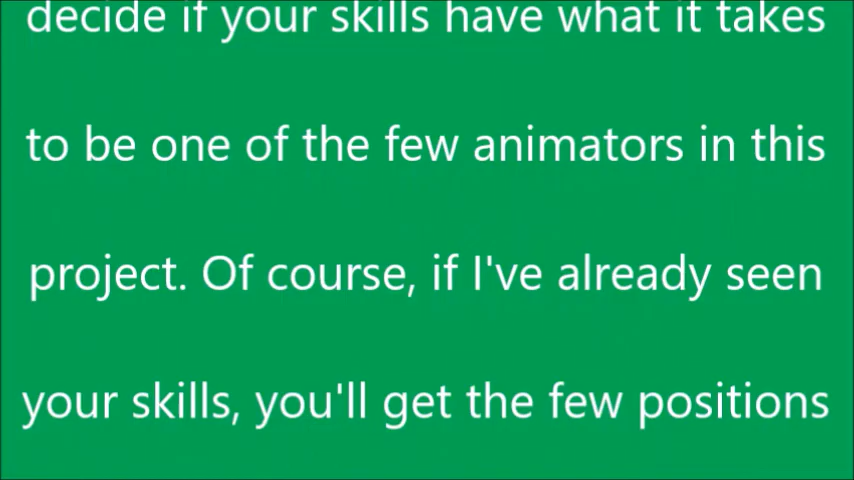 decide if your skills have what it takes
to be one of the few animators in this
project. Of course, if I've already seen
your skills, you'll get the few positions